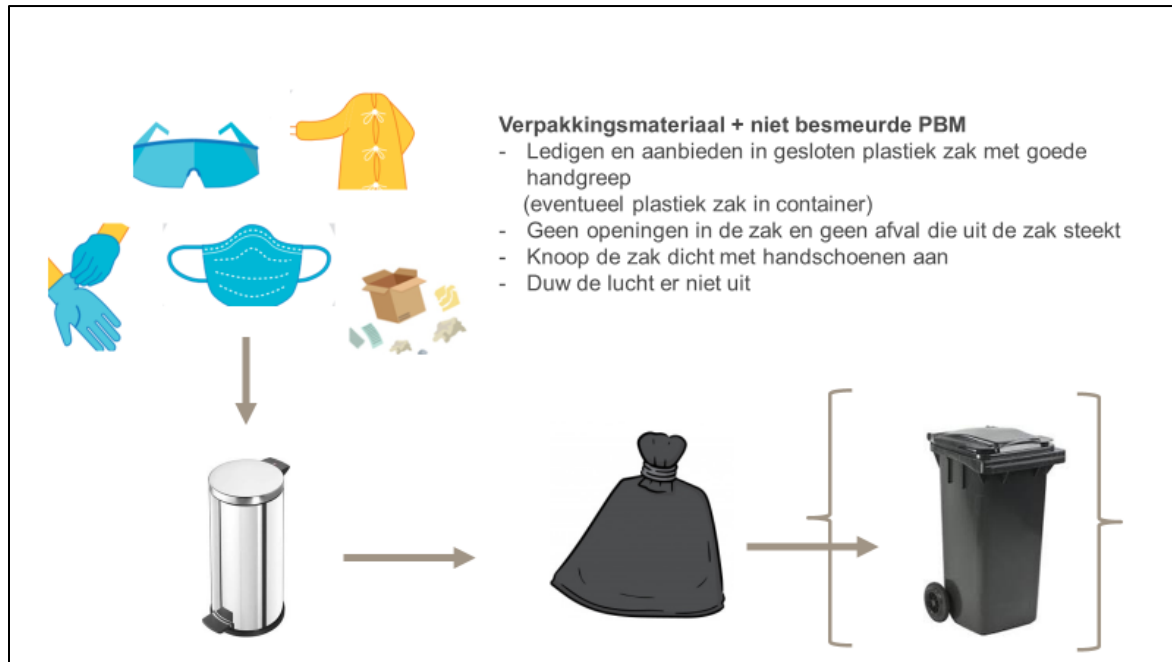 Verpakkingsmateriaal + niet besmeurde PBM
- Ledigen en aanbieden in gesloten plastiek zak met goede
handgreep
(eventueel plastiek zak in container)
- Geen openingen in de zak en geen afval die uit de zak steekt
- Knoop de zak dicht met handschoenen aan
- Duw de lucht er niet uit